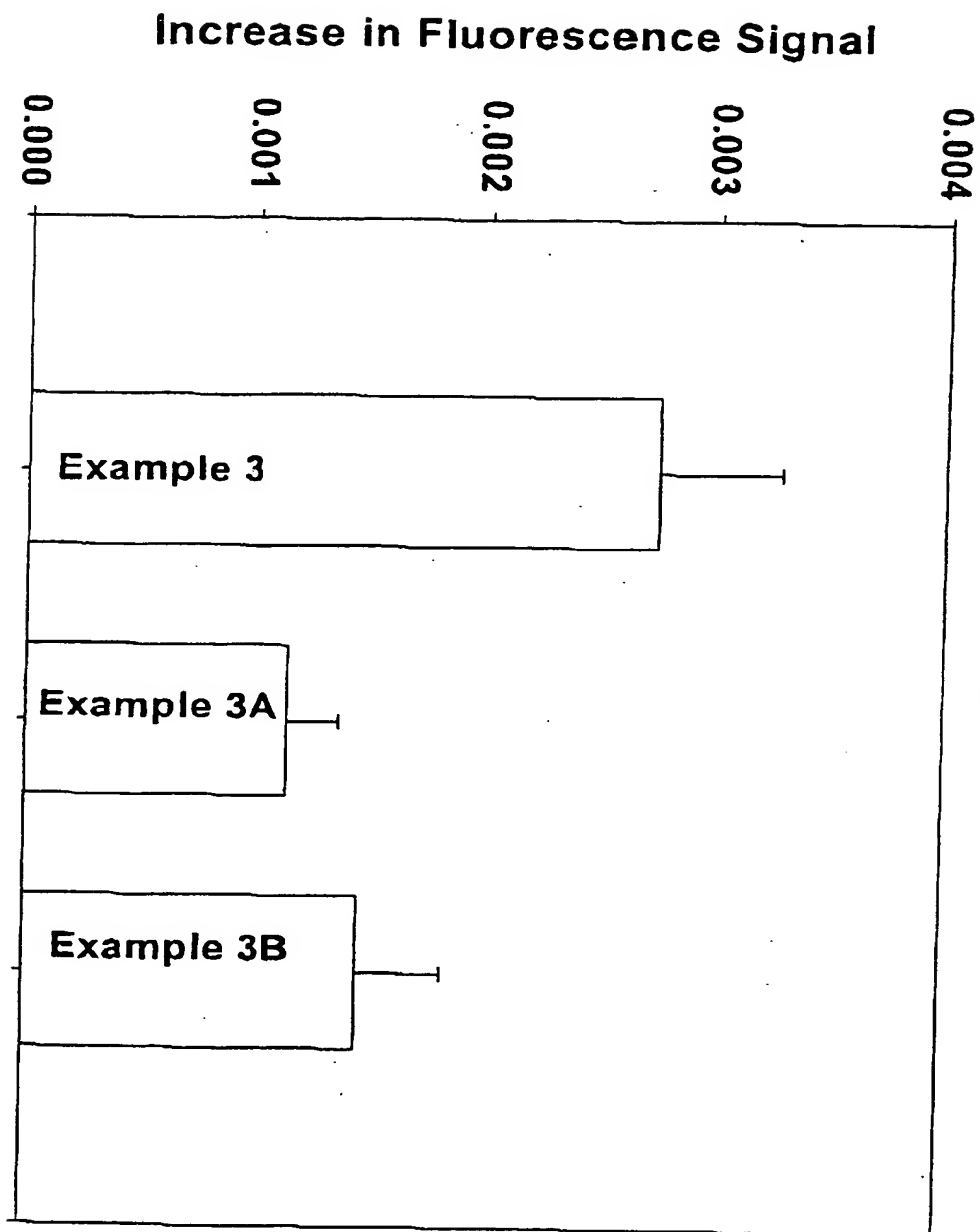 Increase in Fluorescence Signal
0.000
0.001
0.002
0.003
0.004
Example 3
Example 3A
Example 3B